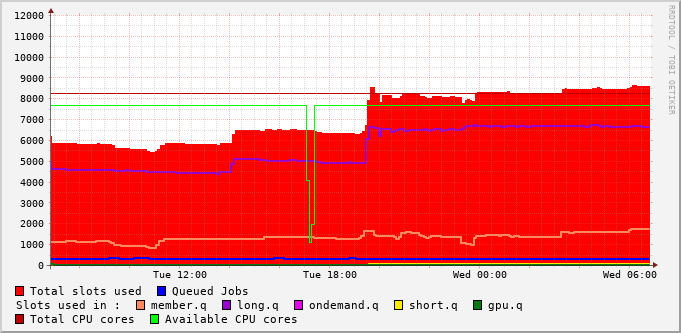 12000
11000
10000
9000
8000
7000
6000
5000
4000
3000
2000
1000
0
Tue 12:00 Tue 18:00 Wed 00:00 Wed 06:00
RRDTOOL / TOBI OETIKER
Total slots used Queued Jobs
Slots used in : member.q long.q ondemand.q short.q gpu.q
Total CPU cores Available CPU cores